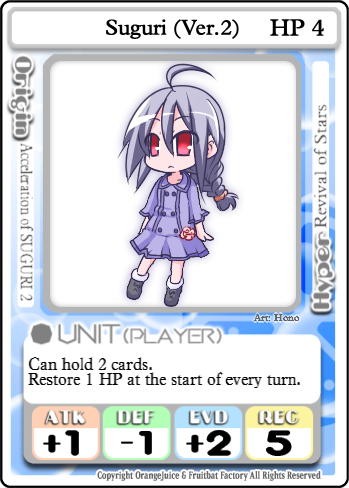 Suguri (Ver.2) HP 4
Origin Acceleration of SUGURI 2
Hyper Revival of Stars
Art: Hono
UNIT(PLAYER)
Can hold 2 cards.
Restore 1 HP at the start of every turn.
ATK DEF EVD REC
+1 -1 +2 5
Copyright Orangejuice & Fruitbat Factory All Rights Reserved